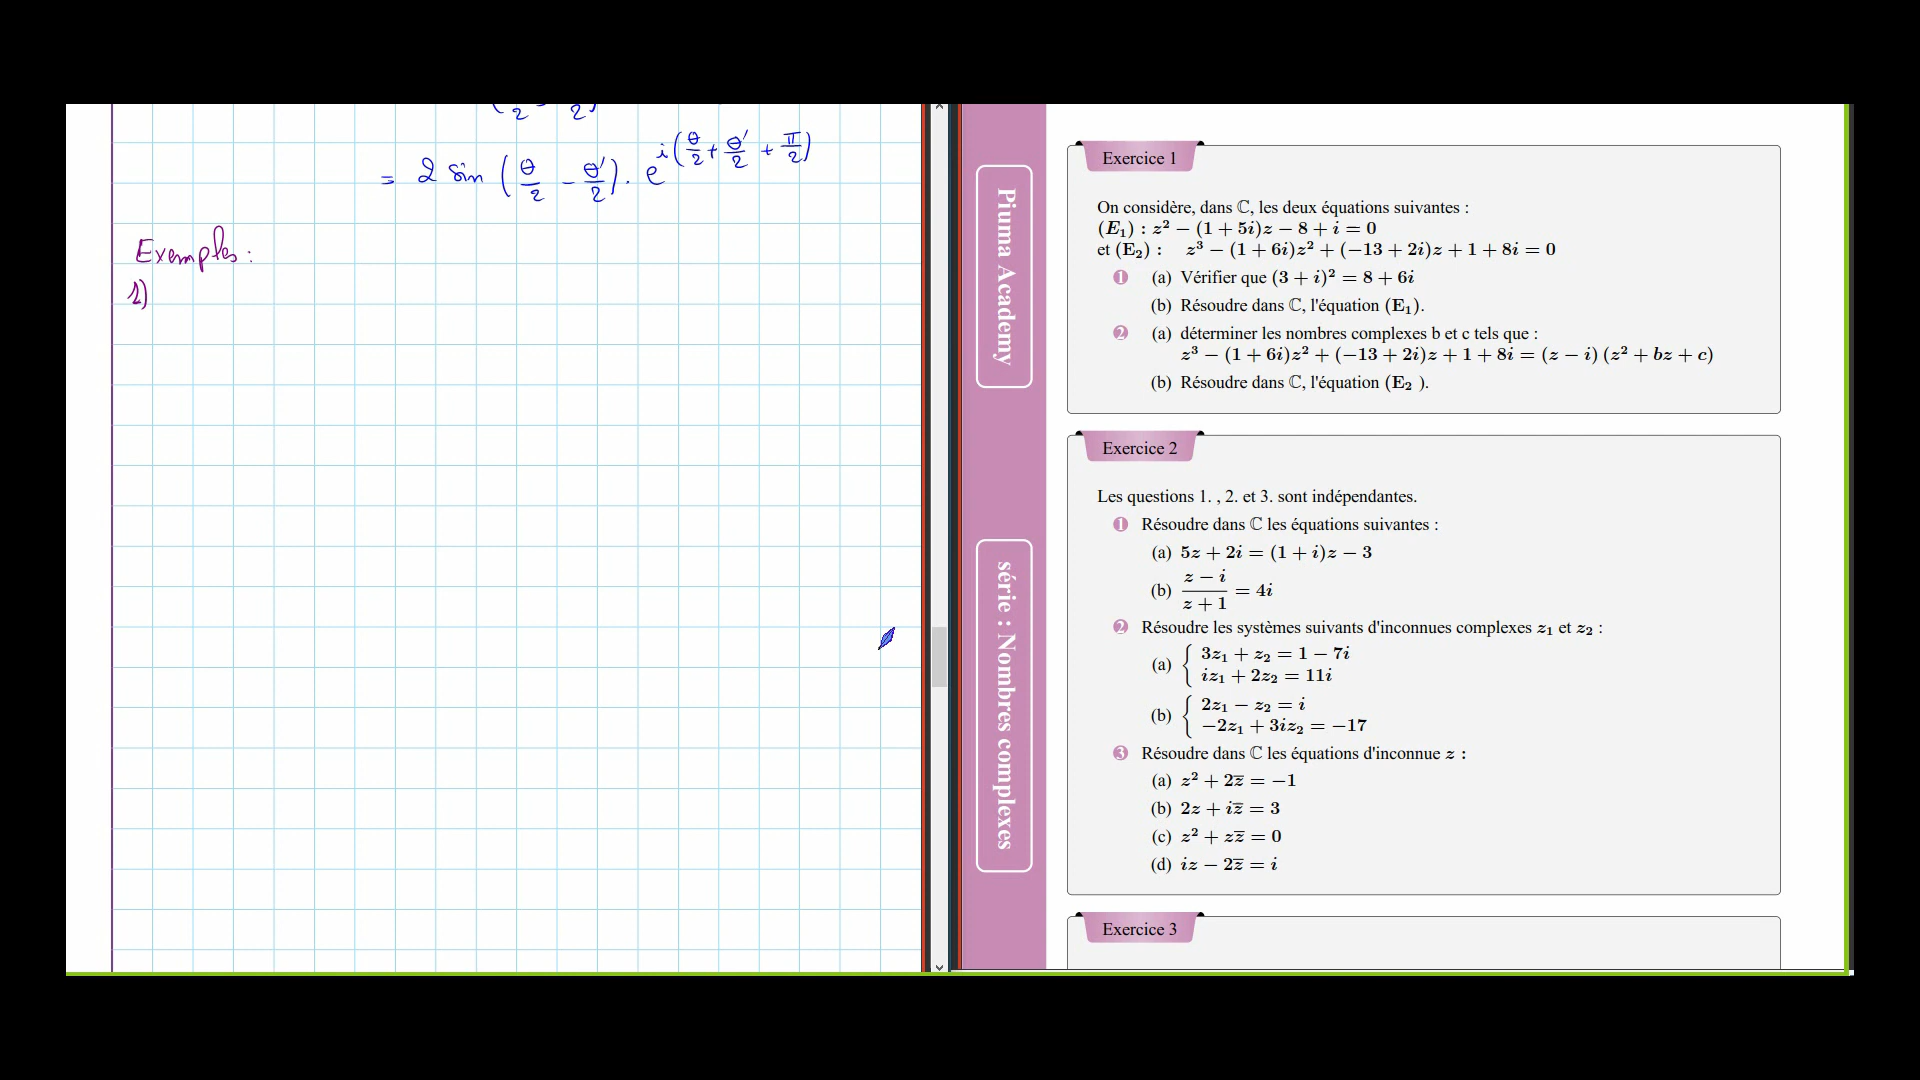 = 2 sin (θ/2 − θ'/2) . e^{i(θ/2 + θ'/2 + π/2)}
Exemples :
1)
Piuma Academy
série : Nombres complexes
Exercice 1
On considère, dans ℂ, les deux équations suivantes :
(E₁) : z² − (1 + 5i)z − 8 + i = 0
et (E₂) : z³ − (1 + 6i)z² + (−13 + 2i)z + 1 + 8i = 0
1 (a) Vérifier que (3 + i)² = 8 + 6i
(b) Résoudre dans ℂ, l'équation (E₁).
2 (a) déterminer les nombres complexes b et c tels que :
z³ − (1 + 6i)z² + (−13 + 2i)z + 1 + 8i = (z − i) (z² + bz + c)
(b) Résoudre dans ℂ, l'équation (E₂ ).
Exercice 2
Les questions 1. , 2. et 3. sont indépendantes.
1 Résoudre dans ℂ les équations suivantes :
(a) 5z + 2i = (1 + i)z − 3
(b) (z − i)/(z + 1) = 4i
2 Résoudre les systèmes suivants d'inconnues complexes z₁ et z₂ :
(a) { 3z₁ + z₂ = 1 − 7i
iz₁ + 2z₂ = 11i
(b) { 2z₁ − z₂ = i
−2z₁ + 3iz₂ = −17
3 Résoudre dans ℂ les équations d'inconnue z :
(a) z² + 2z̅ = −1
(b) 2z + iz̅ = 3
(c) z² + zz̅ = 0
(d) iz − 2z̅ = i
Exercice 3